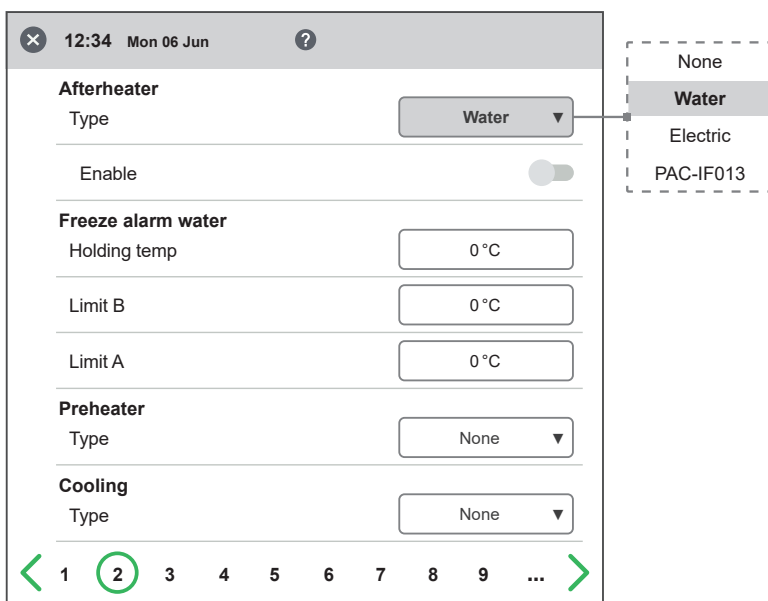 12:34 Mon 06 Jun ?
Afterheater
Type Water ▼
Enable
Freeze alarm water
Holding temp 0 °C
Limit B 0 °C
Limit A 0 °C
Preheater
Type None ▼
Cooling
Type None ▼
1 2 3 4 5 6 7 8 9 ...
None
Water
Electric
PAC-IF013